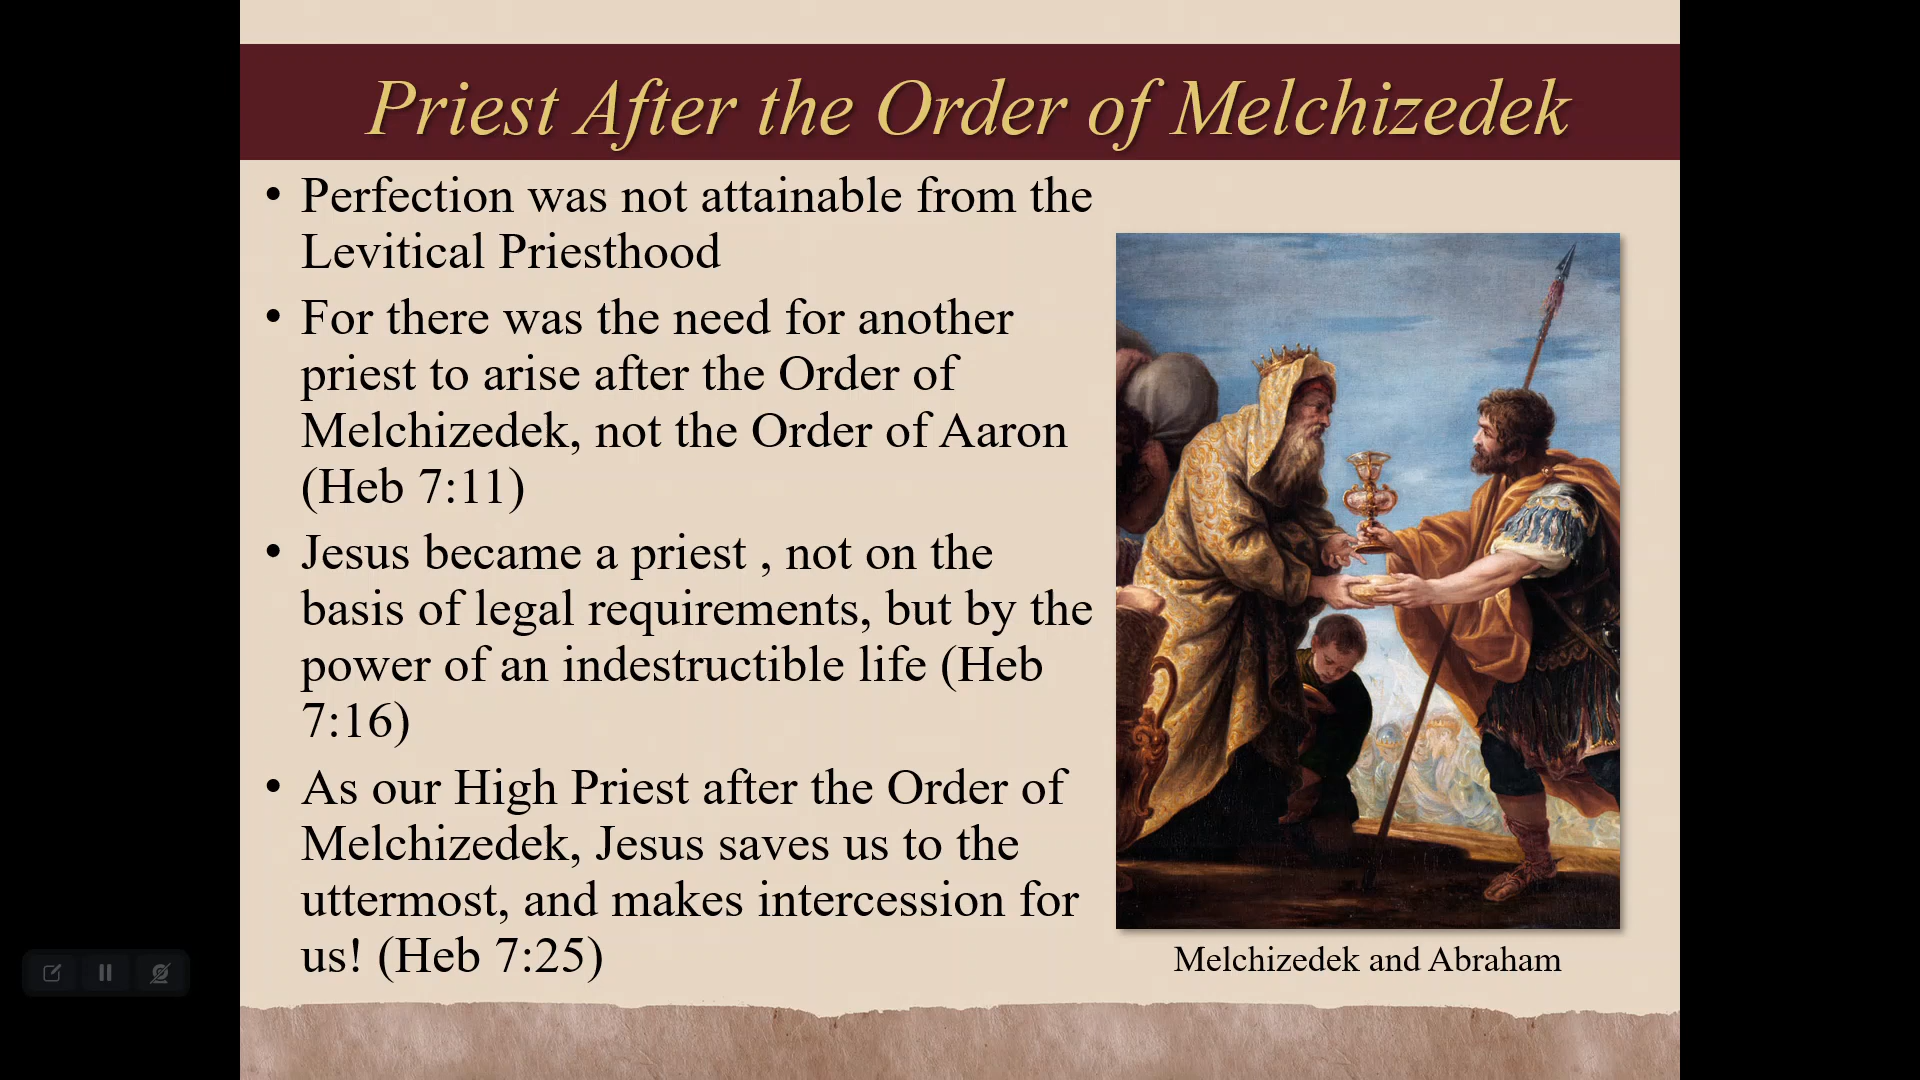 Priest After the Order of Melchizedek
• Perfection was not attainable from the
Levitical Priesthood
• For there was the need for another
priest to arise after the Order of
Melchizedek, not the Order of Aaron
(Heb 7:11)
• Jesus became a priest , not on the
basis of legal requirements, but by the
power of an indestructible life (Heb
7:16)
• As our High Priest after the Order of
Melchizedek, Jesus saves us to the
uttermost, and makes intercession for
us! (Heb 7:25)
Melchizedek and Abraham